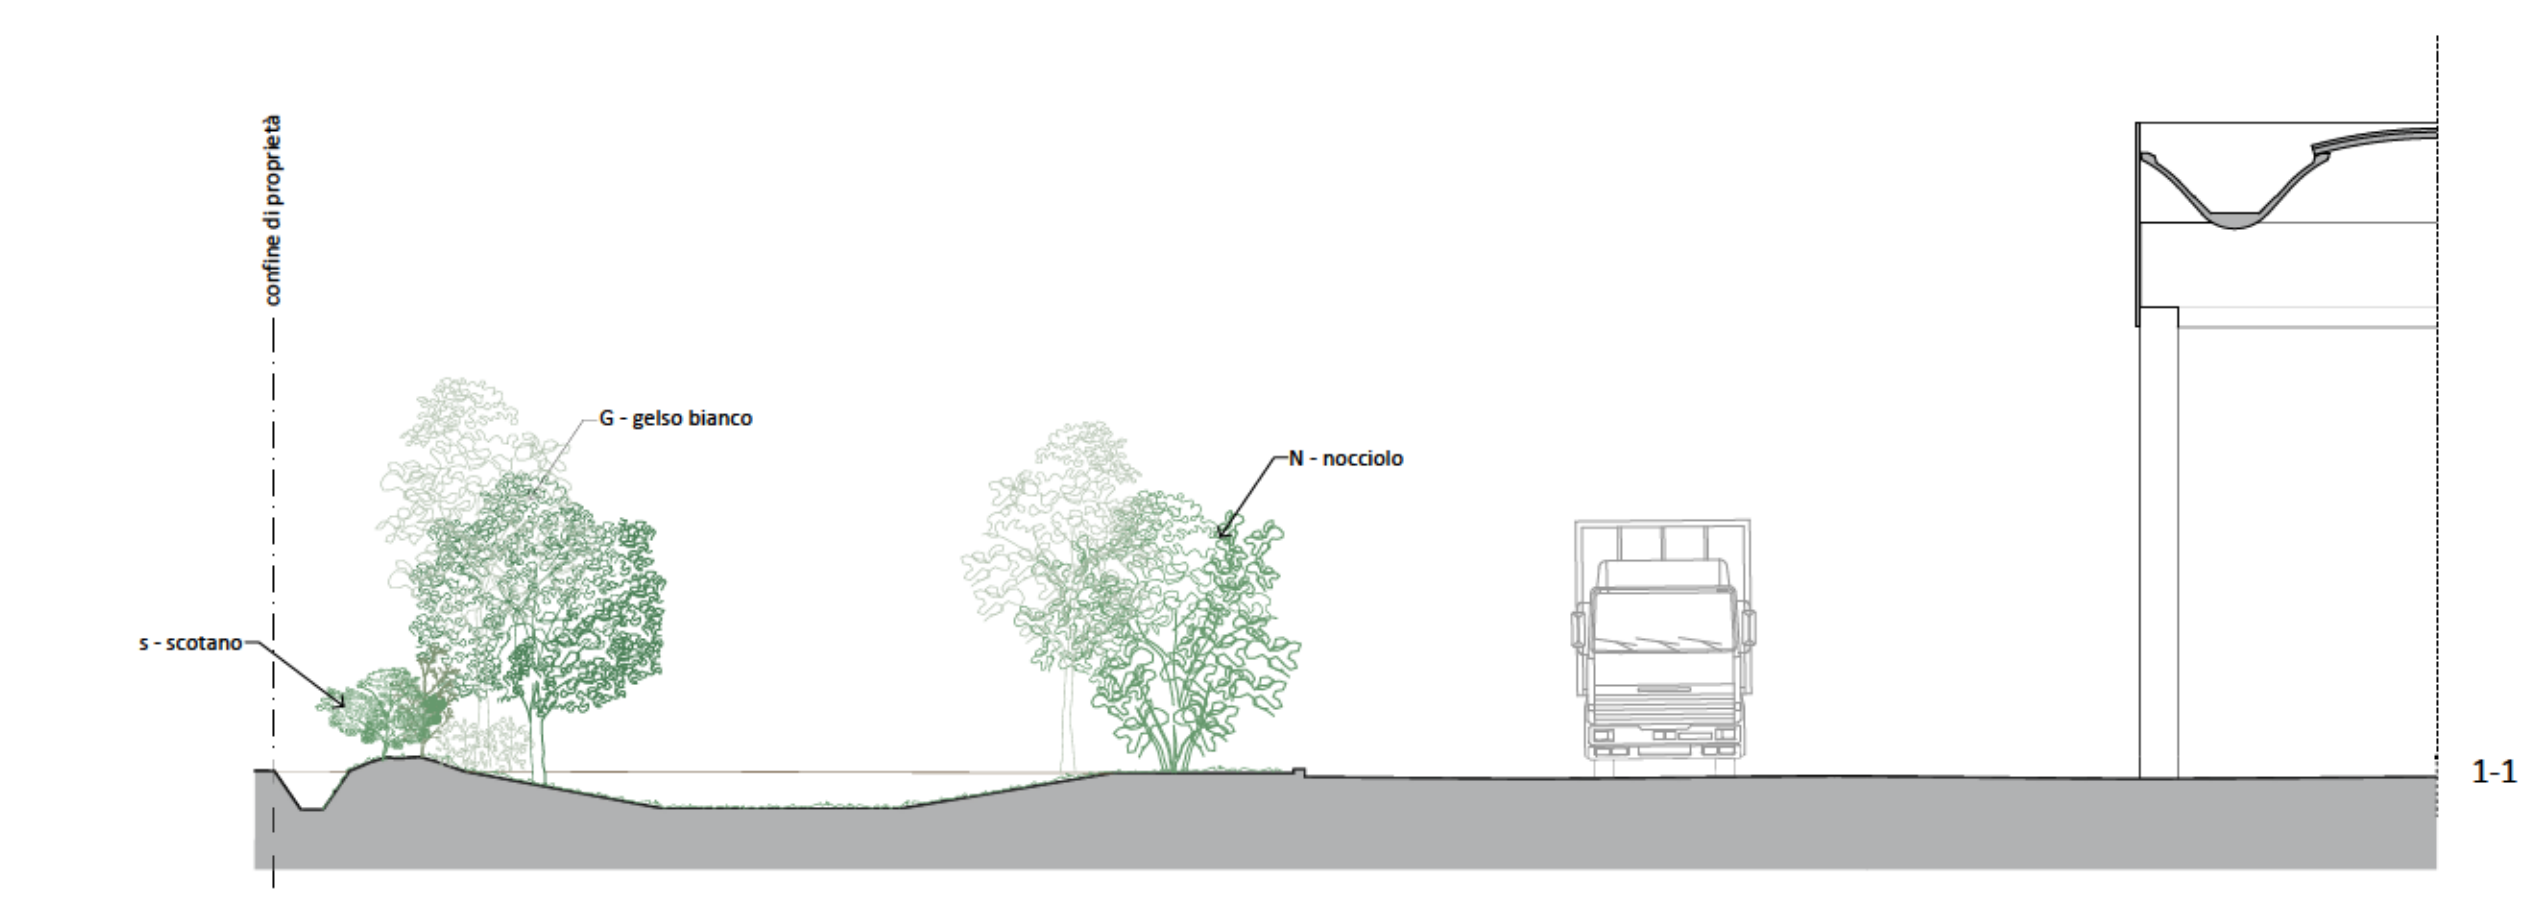 confine di proprietà
G - gelso bianco
N - nocciolo
s - scotano
1-1